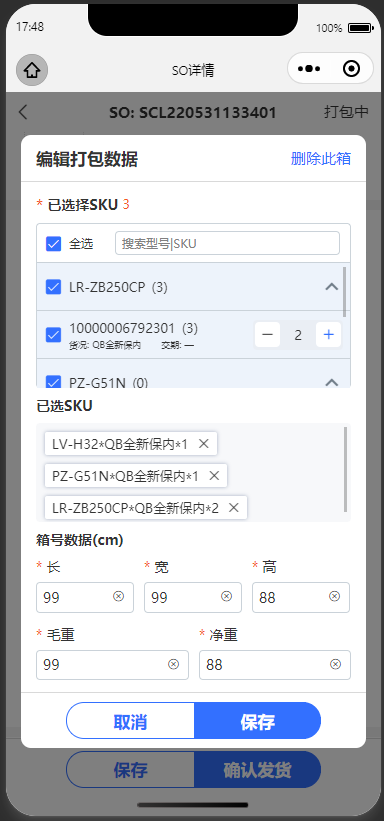 17:48
100%
SO详情
SO: SCL220531133401
打包中
编辑打包数据
删除此箱
* 已选择SKU 3
全选
搜索型号|SKU
LR-ZB250CP (3)
10000006792301 (3)
货况: QB全新保内 交期: —
2
PZ-G51N (0)
已选SKU
LV-H32*QB全新保内*1
PZ-G51N*QB全新保内*1
LR-ZB250CP*QB全新保内*2
箱号数据(cm)
* 长 * 宽 * 高
99 99 88
* 毛重 * 净重
99 88
取消 保存
保存 确认发货